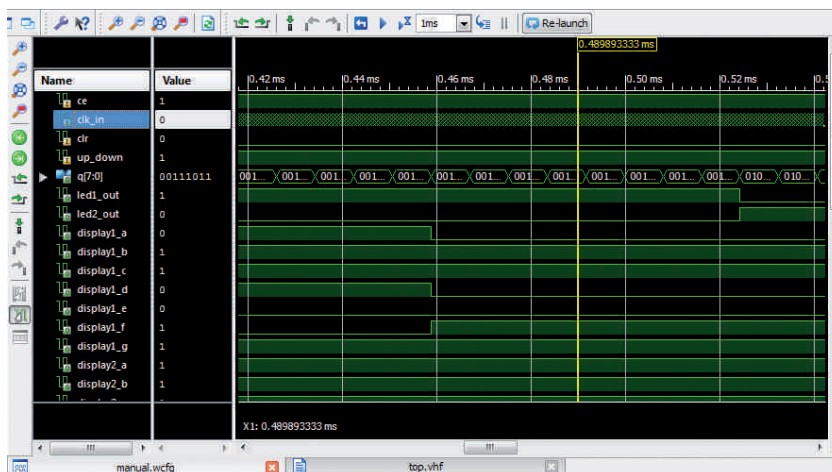 1ms Re-launch
0.489893333 ms
Name Value 0.42 ms 0.44 ms 0.46 ms 0.48 ms 0.50 ms 0.52 ms 0.5
ce 1
clk_in 0
clr 0
up_down 1
q[7:0] 00111011 001... 001... 001... 001... 001... 001... 001... 001... 001... 001... 001... 001... 001... 010... 010...
led1_out 1
led2_out 0
display1_a 0
display1_b 1
display1_c 1
display1_d 0
display1_e 0
display1_f 1
display1_g 1
display2_a 1
display2_b 1
X1: 0.489893333 ms
manual.wcfg top.vhf